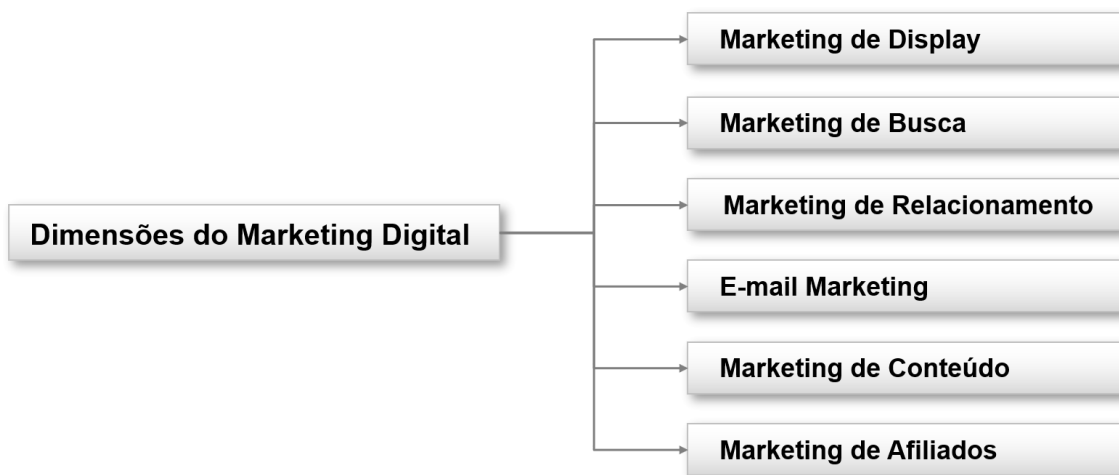 Marketing de Display
Marketing de Busca
Marketing de Relacionamento
Dimensões do Marketing Digital
E-mail Marketing
Marketing de Conteúdo
Marketing de Afiliados